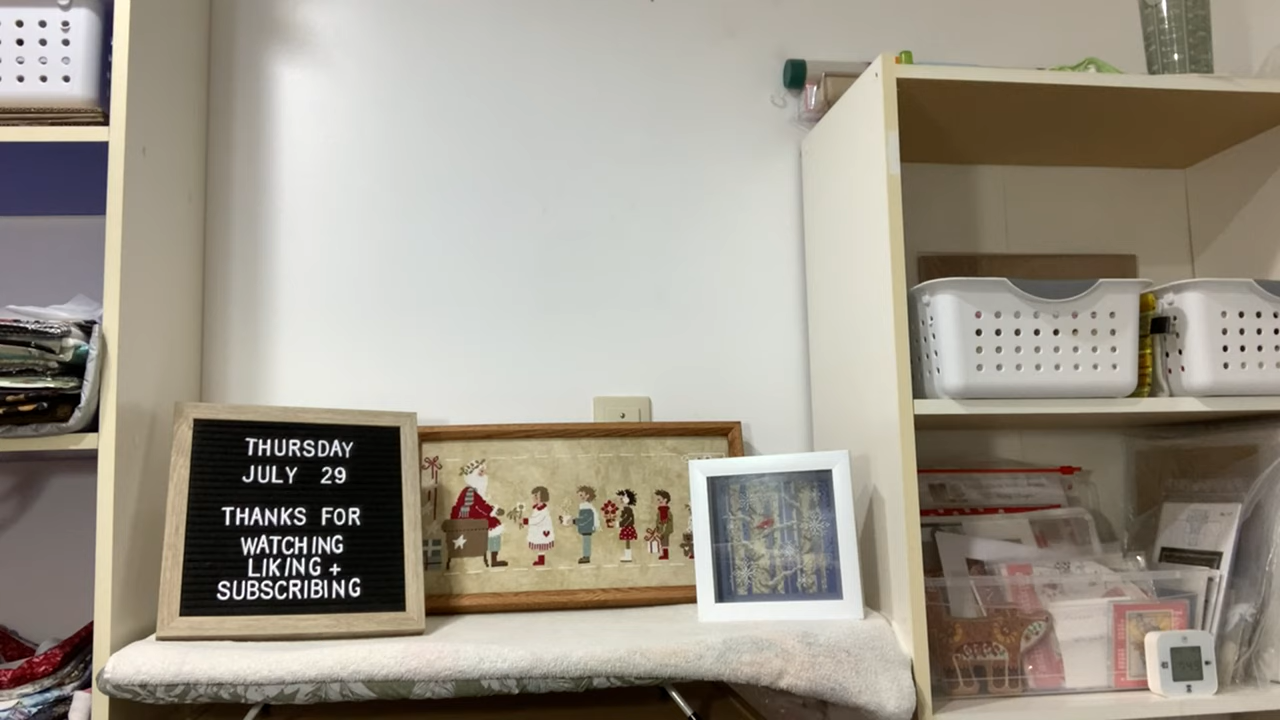 THURSDAY
JULY 29
THANKS FOR
WATCHING
LIKING +
SUBSCRIBING